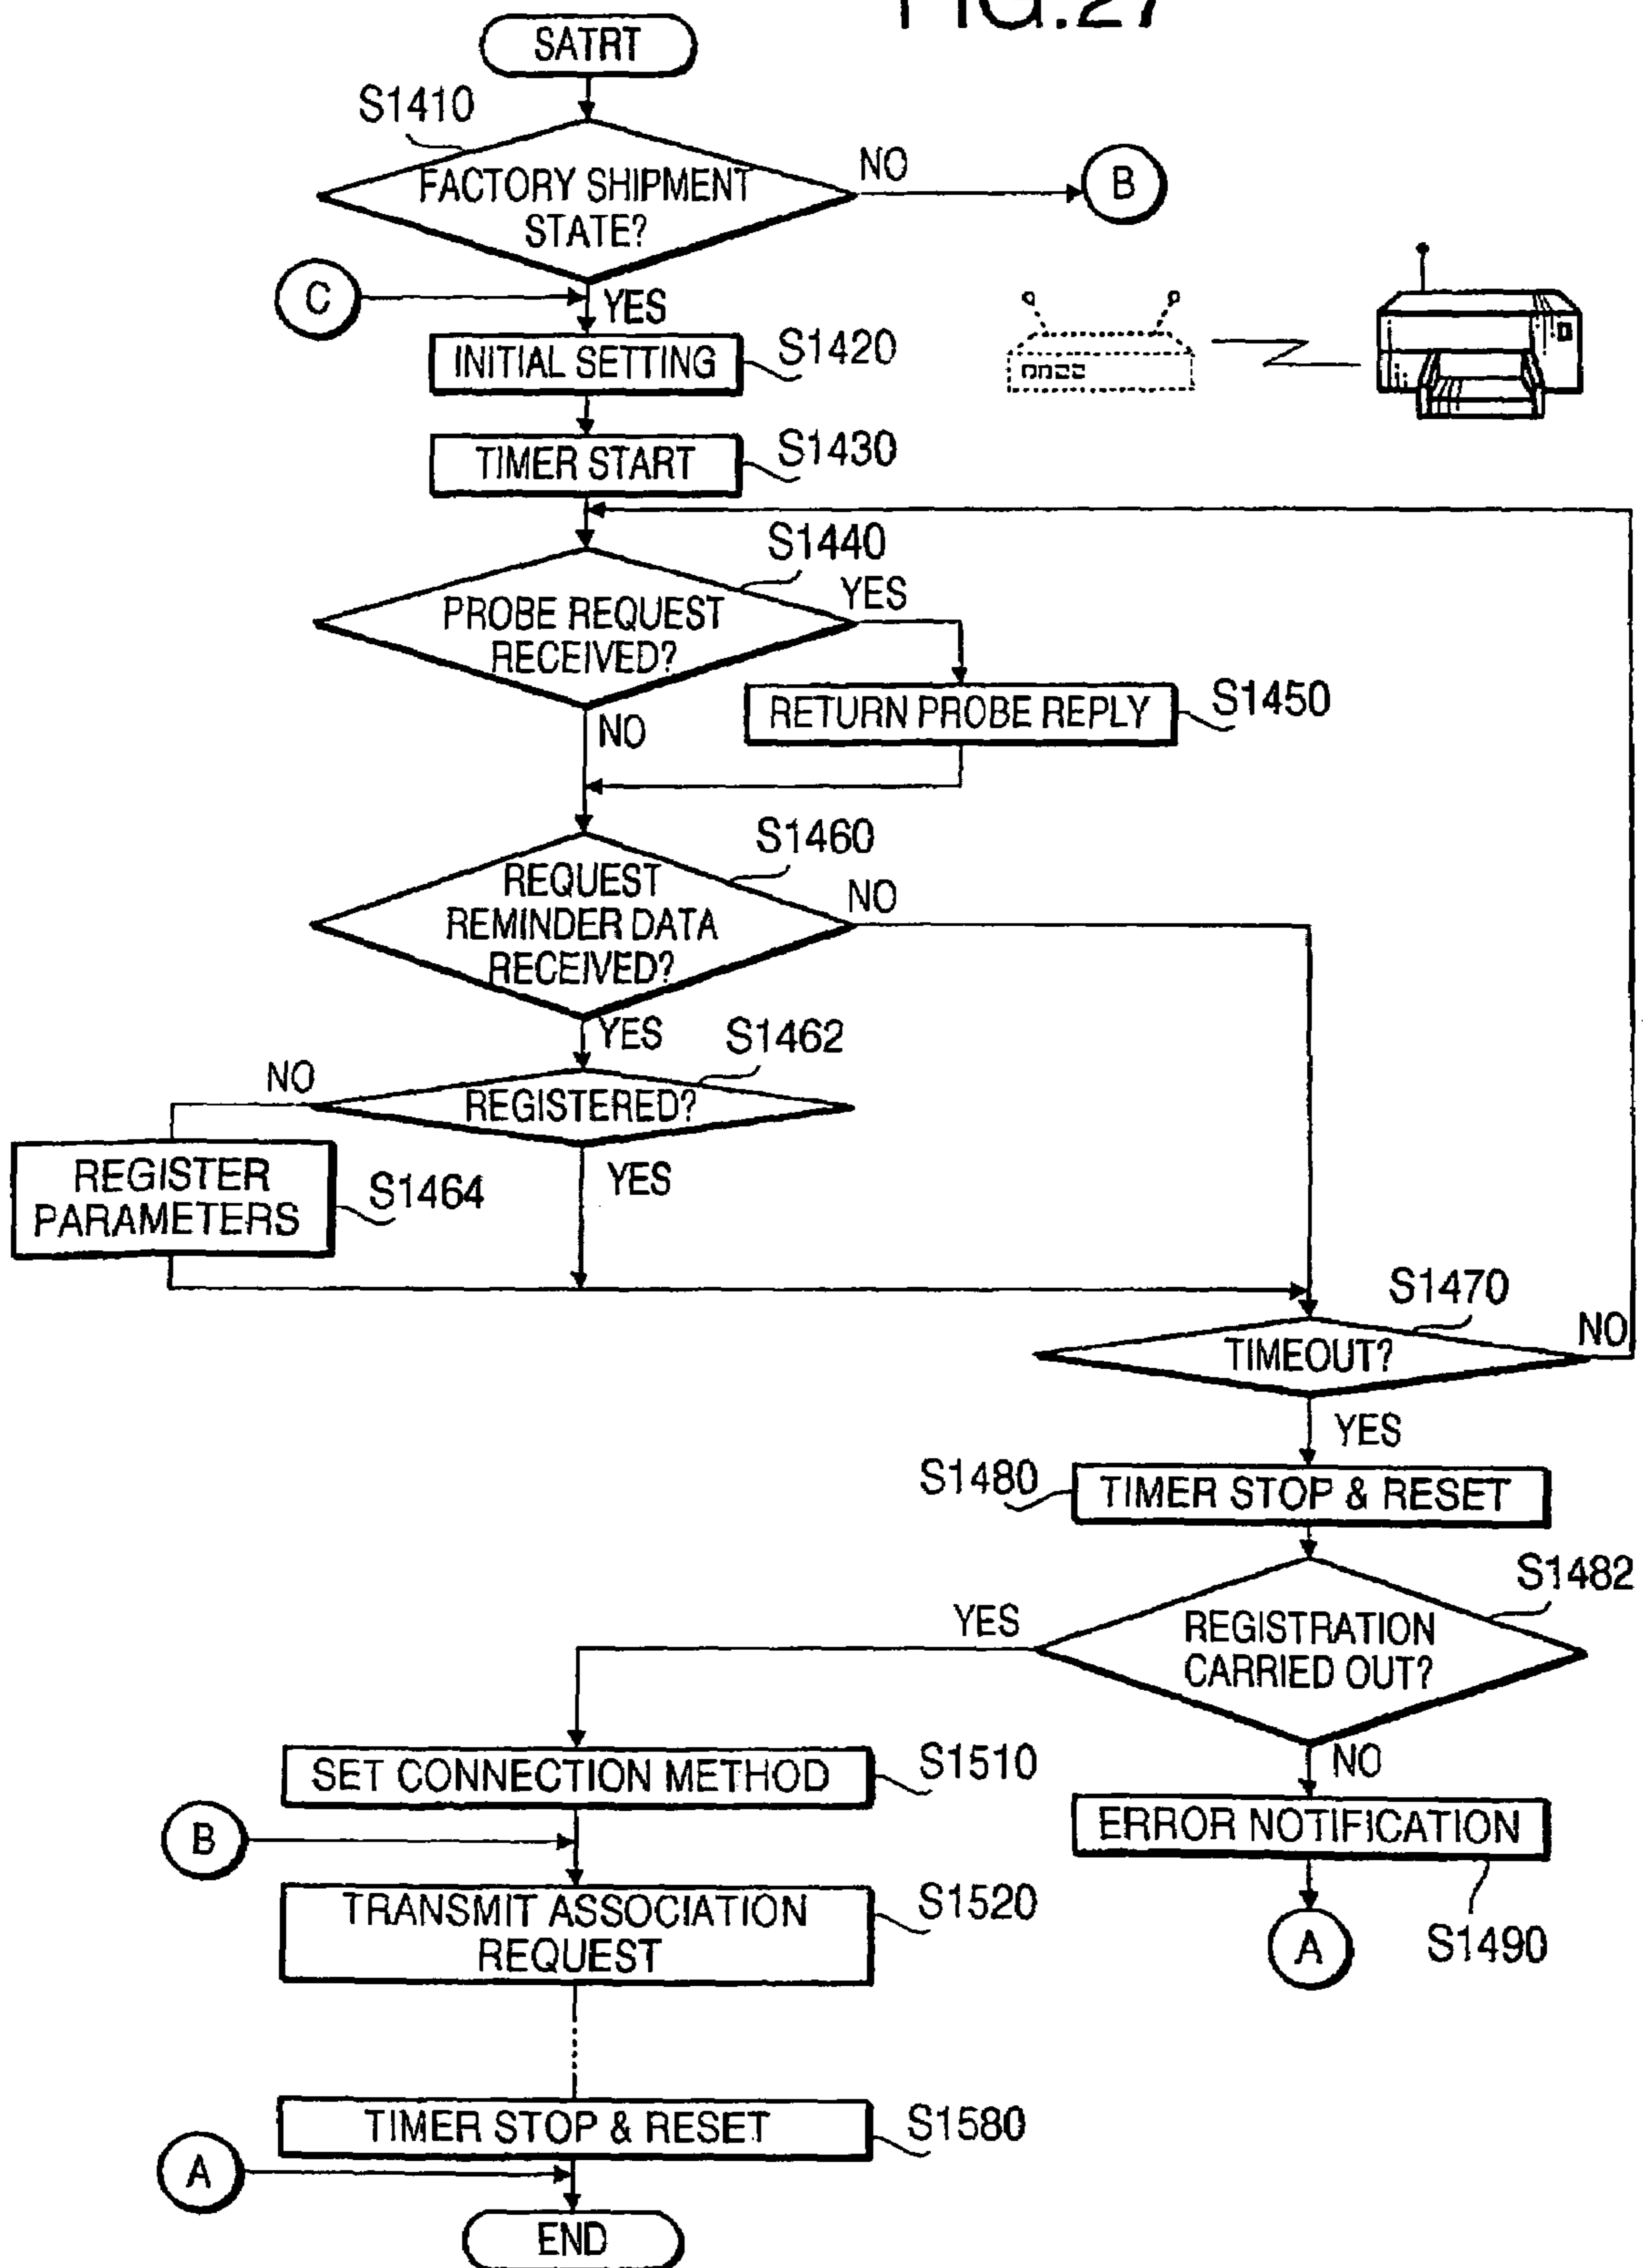 FIG.27
SATRT
S1410
FACTORY SHIPMENT
STATE?
NO
B
C
YES
INITIAL SETTING
S1420
TIMER START
S1430
S1440
PROBE REQUEST
RECEIVED?
YES
RETURN PROBE REPLY
S1450
NO
S1460
REQUEST
REMINDER DATA
RECEIVED?
NO
YES
S1462
REGISTERED?
NO
REGISTER
PARAMETERS
S1464
YES
S1470
TIMEOUT?
NO
YES
S1480
TIMER STOP & RESET
S1482
REGISTRATION
CARRIED OUT?
YES
NO
SET CONNECTION METHOD
S1510
ERROR NOTIFICATION
S1490
A
B
TRANSMIT ASSOCIATION
REQUEST
S1520
TIMER STOP & RESET
S1580
A
END